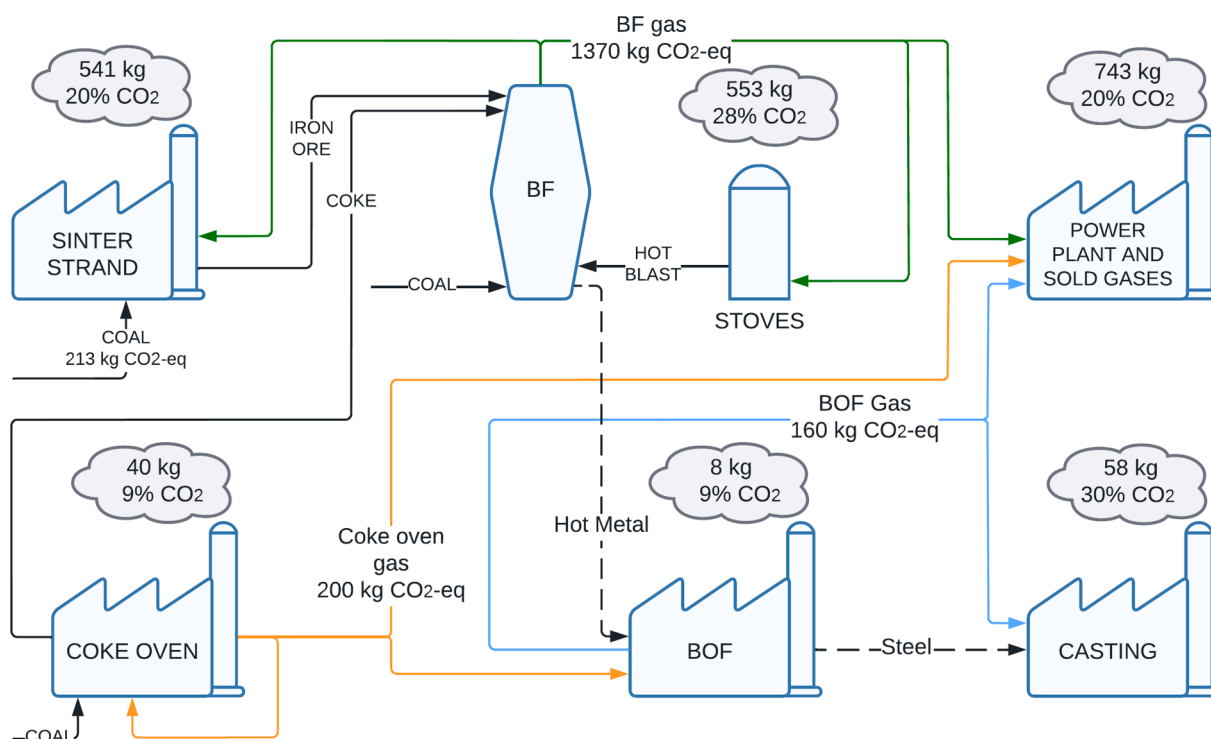 BF gas
1370 kg CO2-eq
541 kg
20% CO2
553 kg
28% CO2
743 kg
20% CO2
IRON
ORE
COKE
BF
SINTER
STRAND
HOT
BLAST
COAL
STOVES
POWER
PLANT AND
SOLD GASES
COAL
213 kg CO2-eq
BOF Gas
160 kg CO2-eq
40 kg
9% CO2
8 kg
9% CO2
58 kg
30% CO2
Hot Metal
Coke oven
gas
200 kg CO2-eq
COKE OVEN
BOF
Steel
CASTING
COAL